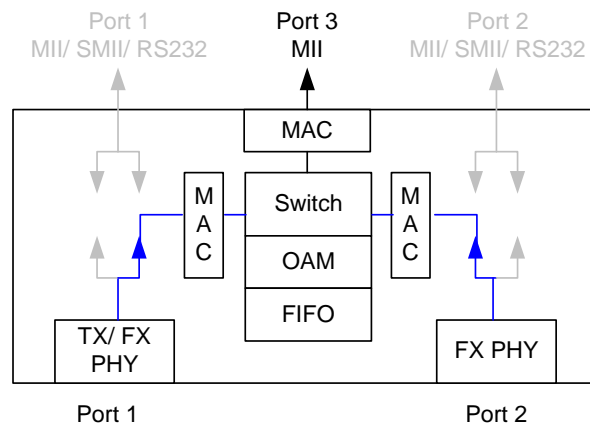 Port 1
MII/ SMII/ RS232
Port 3
MII
Port 2
MII/ SMII/ RS232
MAC
M
A
C
Switch
M
A
C
OAM
FIFO
TX/ FX
PHY
FX PHY
Port 1
Port 2